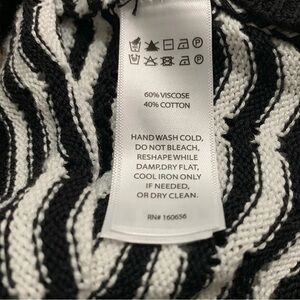 60% VISCOSE
40% COTTON
HAND WASH COLD,
DO NOT BLEACH,
RESHAPE WHILE
DAMP,DRY FLAT,
COOL IRON ONLY
IF NEEDED,
OR DRY CLEAN.
RN# 160656